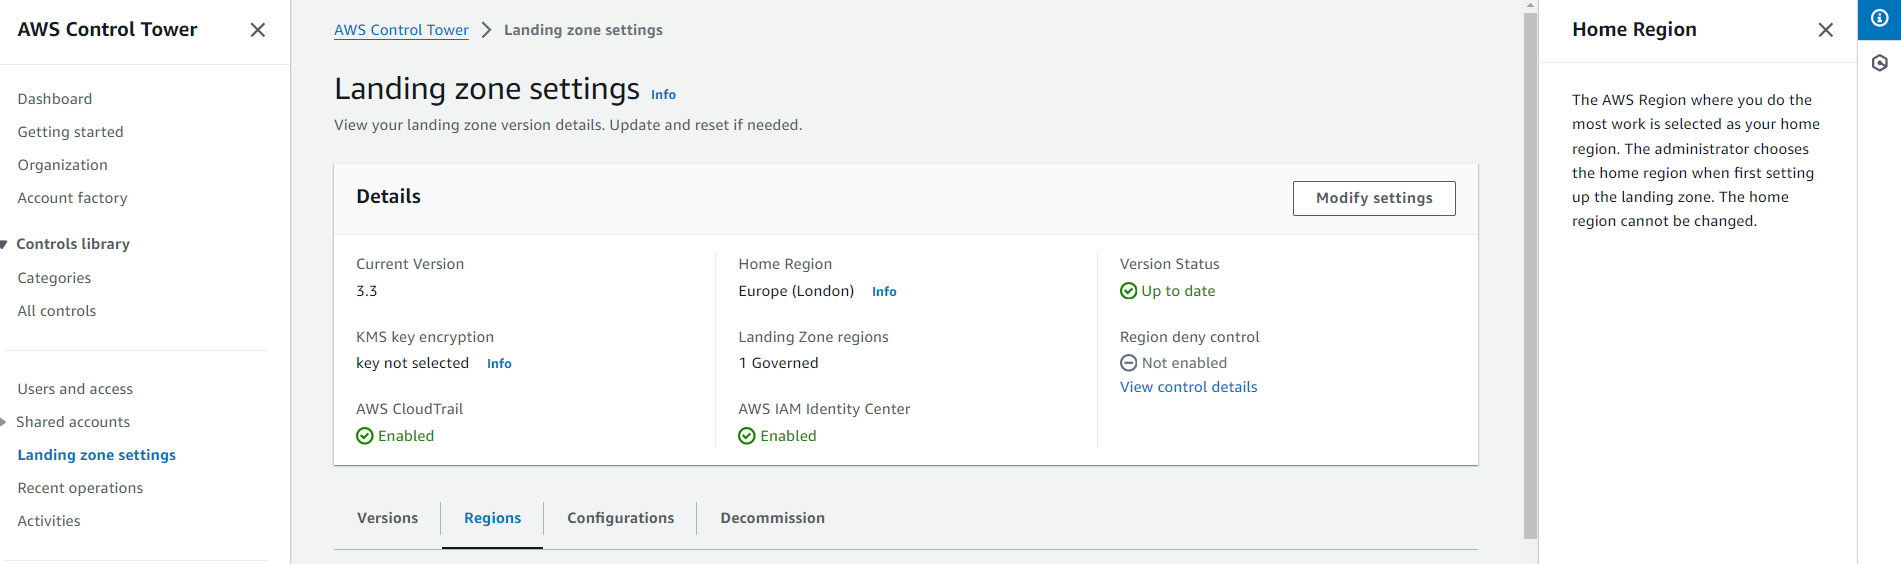 AWS Control Tower
Dashboard
Getting started
Organization
Account factory
Controls library
Categories
All controls
Users and access
Shared accounts
Landing zone settings
Recent operations
Activities
AWS Control Tower > Landing zone settings
Landing zone settings Info
View your landing zone version details. Update and reset if needed.
Details
Modify settings
Current Version
3.3
KMS key encryption
key not selected Info
AWS CloudTrail
Enabled
Home Region
Europe (London) Info
Landing Zone regions
1 Governed
AWS IAM Identity Center
Enabled
Version Status
Up to date
Region deny control
Not enabled
View control details
Versions Regions Configurations Decommission
Home Region
The AWS Region where you do the
most work is selected as your home
region. The administrator chooses
the home region when first setting
up the landing zone. The home
region cannot be changed.